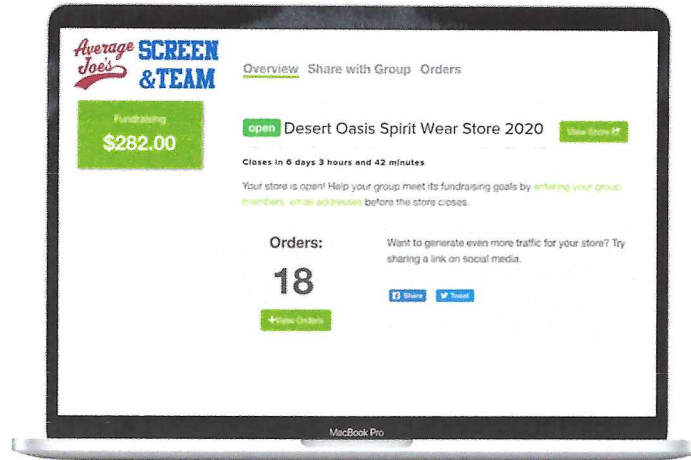 Average Joe's SCREEN & TEAM
Overview Share with Group Orders
Fundraising
$282.00
open Desert Oasis Spirit Wear Store 2020 View Store
Closes in 6 days 3 hours and 42 minutes
Your store is open! Help your group meet its fundraising goals by entering your group
members, email addresses before the store closes.
Orders:
18
+View Orders
Want to generate even more traffic for your store? Try
sharing a link on social media.
Share Tweet
MacBook Pro